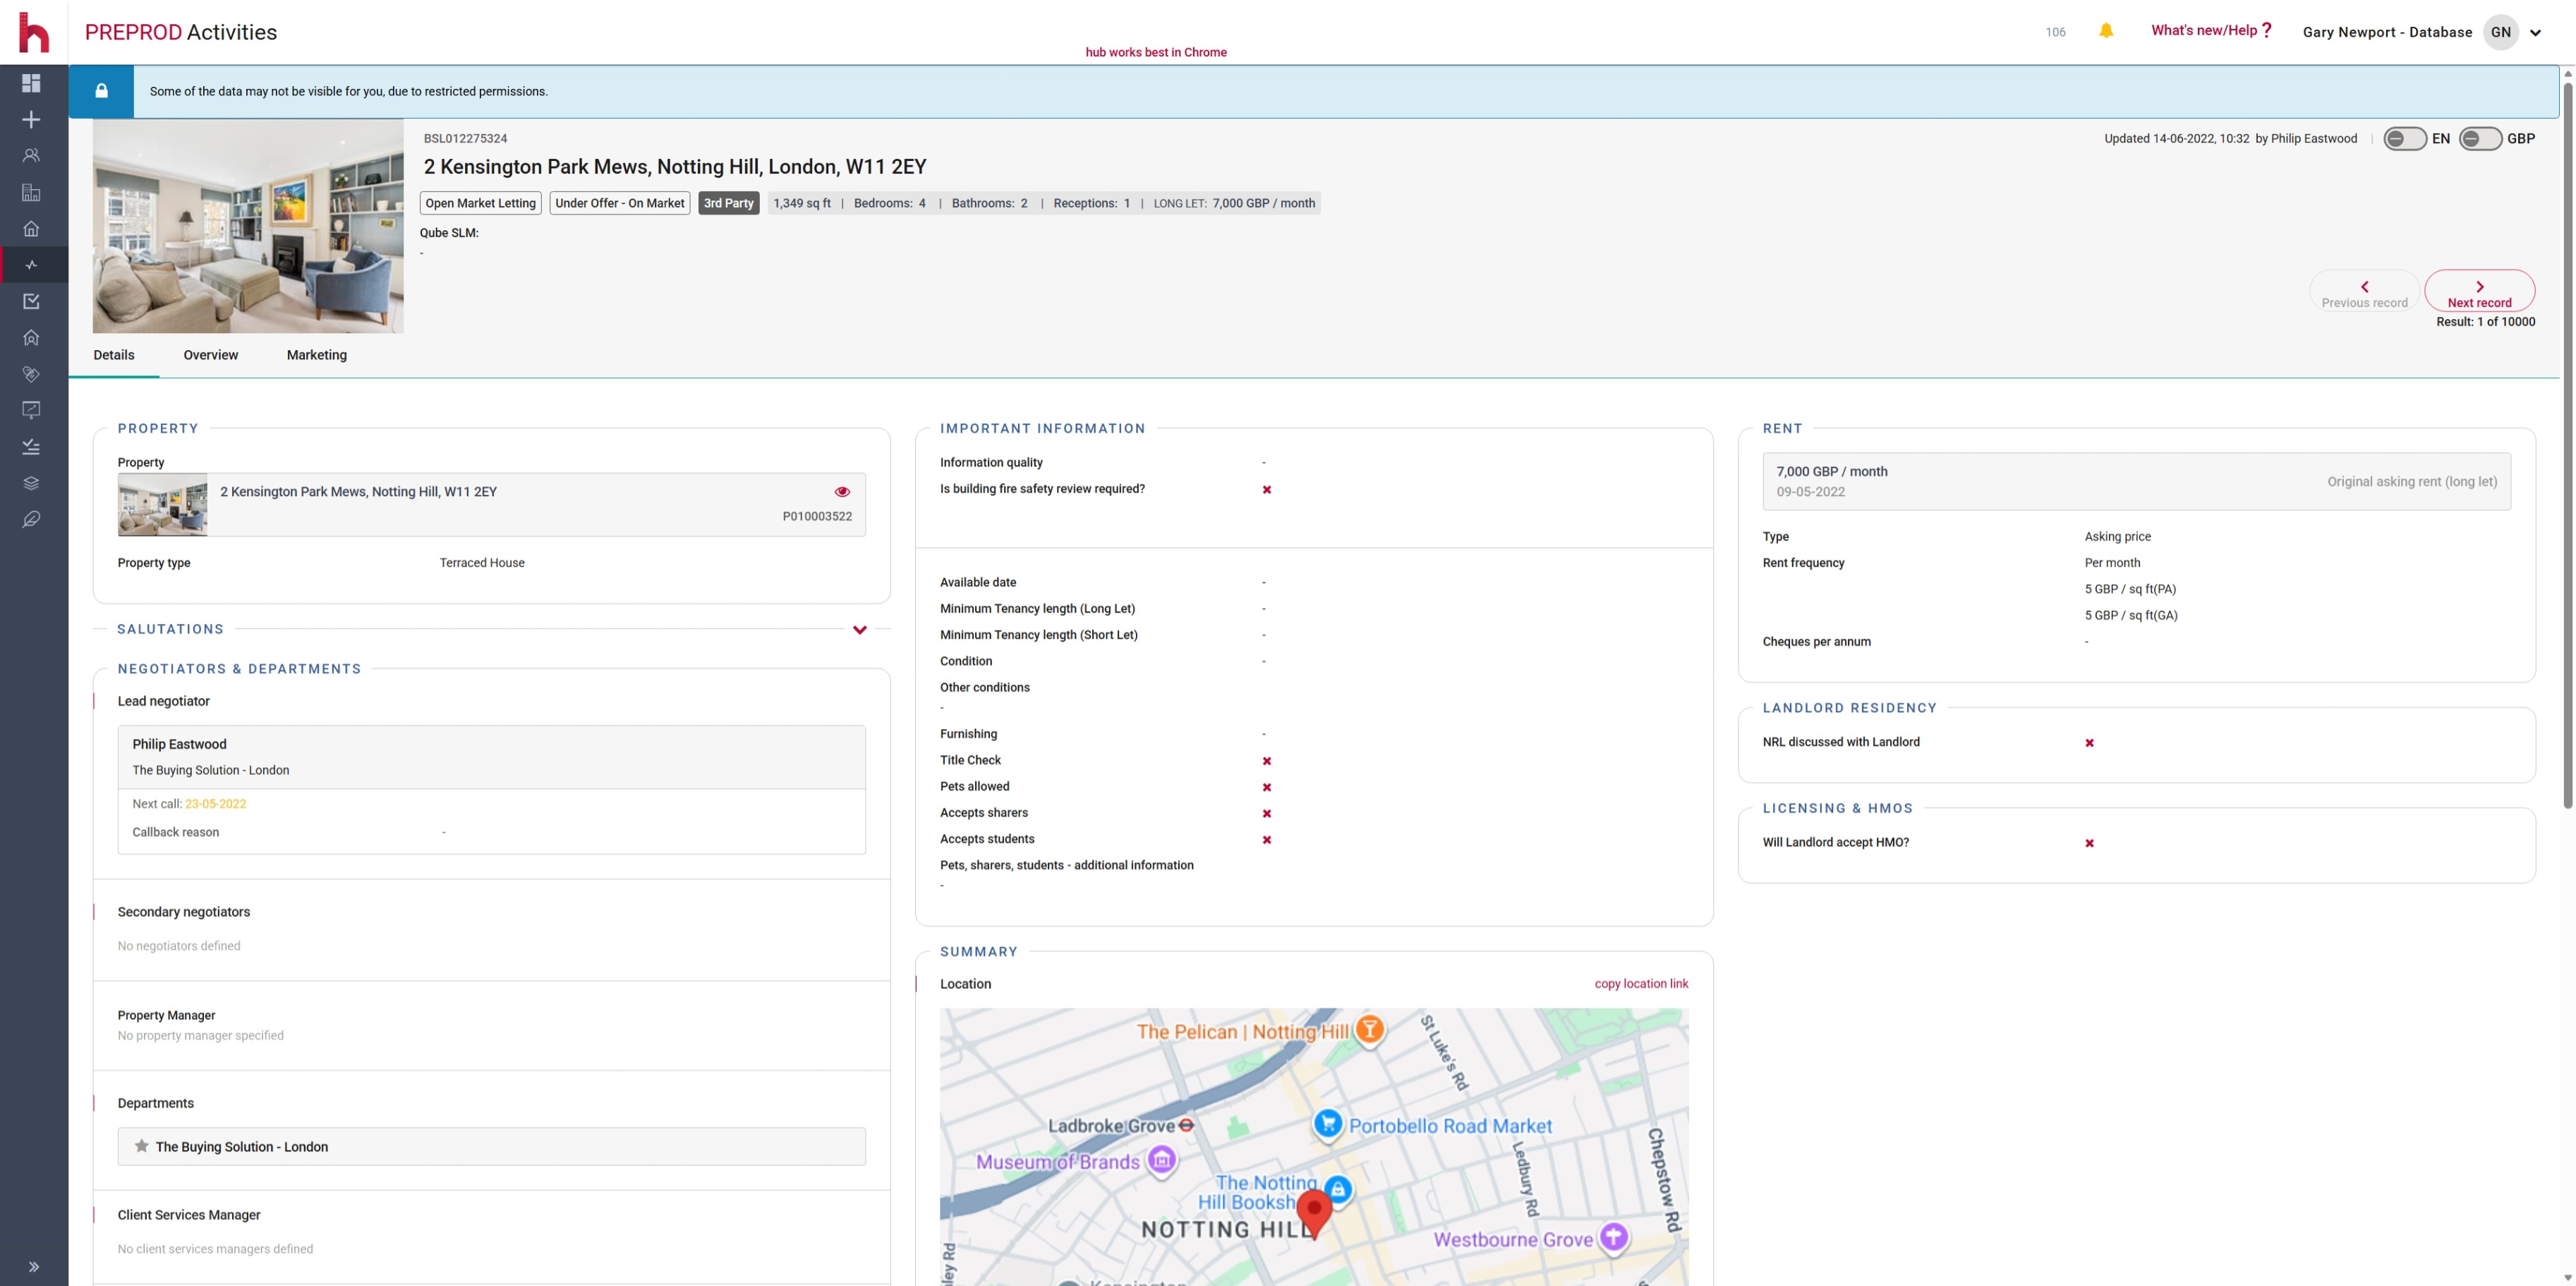 PREPROD Activities
hub works best in Chrome
106
What's new/Help ?
Gary Newport - Database
GN
Some of the data may not be visible for you, due to restricted permissions.
BSL012275324
2 Kensington Park Mews, Notting Hill, London, W11 2EY
Updated 14-06-2022, 10:32 by Philip Eastwood | EN GBP
Open Market Letting Under Offer - On Market 3rd Party 1,349 sq ft | Bedrooms: 4 | Bathrooms: 2 | Receptions: 1 | LONG LET: 7,000 GBP / month
Qube SLM:
-
Previous record
Next record
Result: 1 of 10000
Details Overview Marketing
PROPERTY
Property
2 Kensington Park Mews, Notting Hill, W11 2EY
P010003522
Property type Terraced House
SALUTATIONS
NEGOTIATORS & DEPARTMENTS
Lead negotiator
Philip Eastwood
The Buying Solution - London
Next call: 23-05-2022
Callback reason -
Secondary negotiators
No negotiators defined
Property Manager
No property manager specified
Departments
The Buying Solution - London
Client Services Manager
No client services managers defined
IMPORTANT INFORMATION
Information quality -
Is building fire safety review required?
Available date -
Minimum Tenancy length (Long Let) -
Minimum Tenancy length (Short Let) -
Condition -
Other conditions
-
Furnishing -
Title Check
Pets allowed
Accepts sharers
Accepts students
Pets, sharers, students - additional information
-
SUMMARY
Location
copy location link
The Pelican | Notting Hill
St Luke's Rd
Ladbroke Grove
Portobello Road Market
Museum of Brands
Ledbury Rd
Chepstow Rd
The Notting
Hill Booksh
NOTTING HILL
Westbourne Grove
ley Rd
Kensington
RENT
7,000 GBP / month
09-05-2022
Original asking rent (long let)
Type Asking price
Rent frequency Per month
5 GBP / sq ft(PA)
5 GBP / sq ft(GA)
Cheques per annum -
LANDLORD RESIDENCY
NRL discussed with Landlord
LICENSING & HMOS
Will Landlord accept HMO?